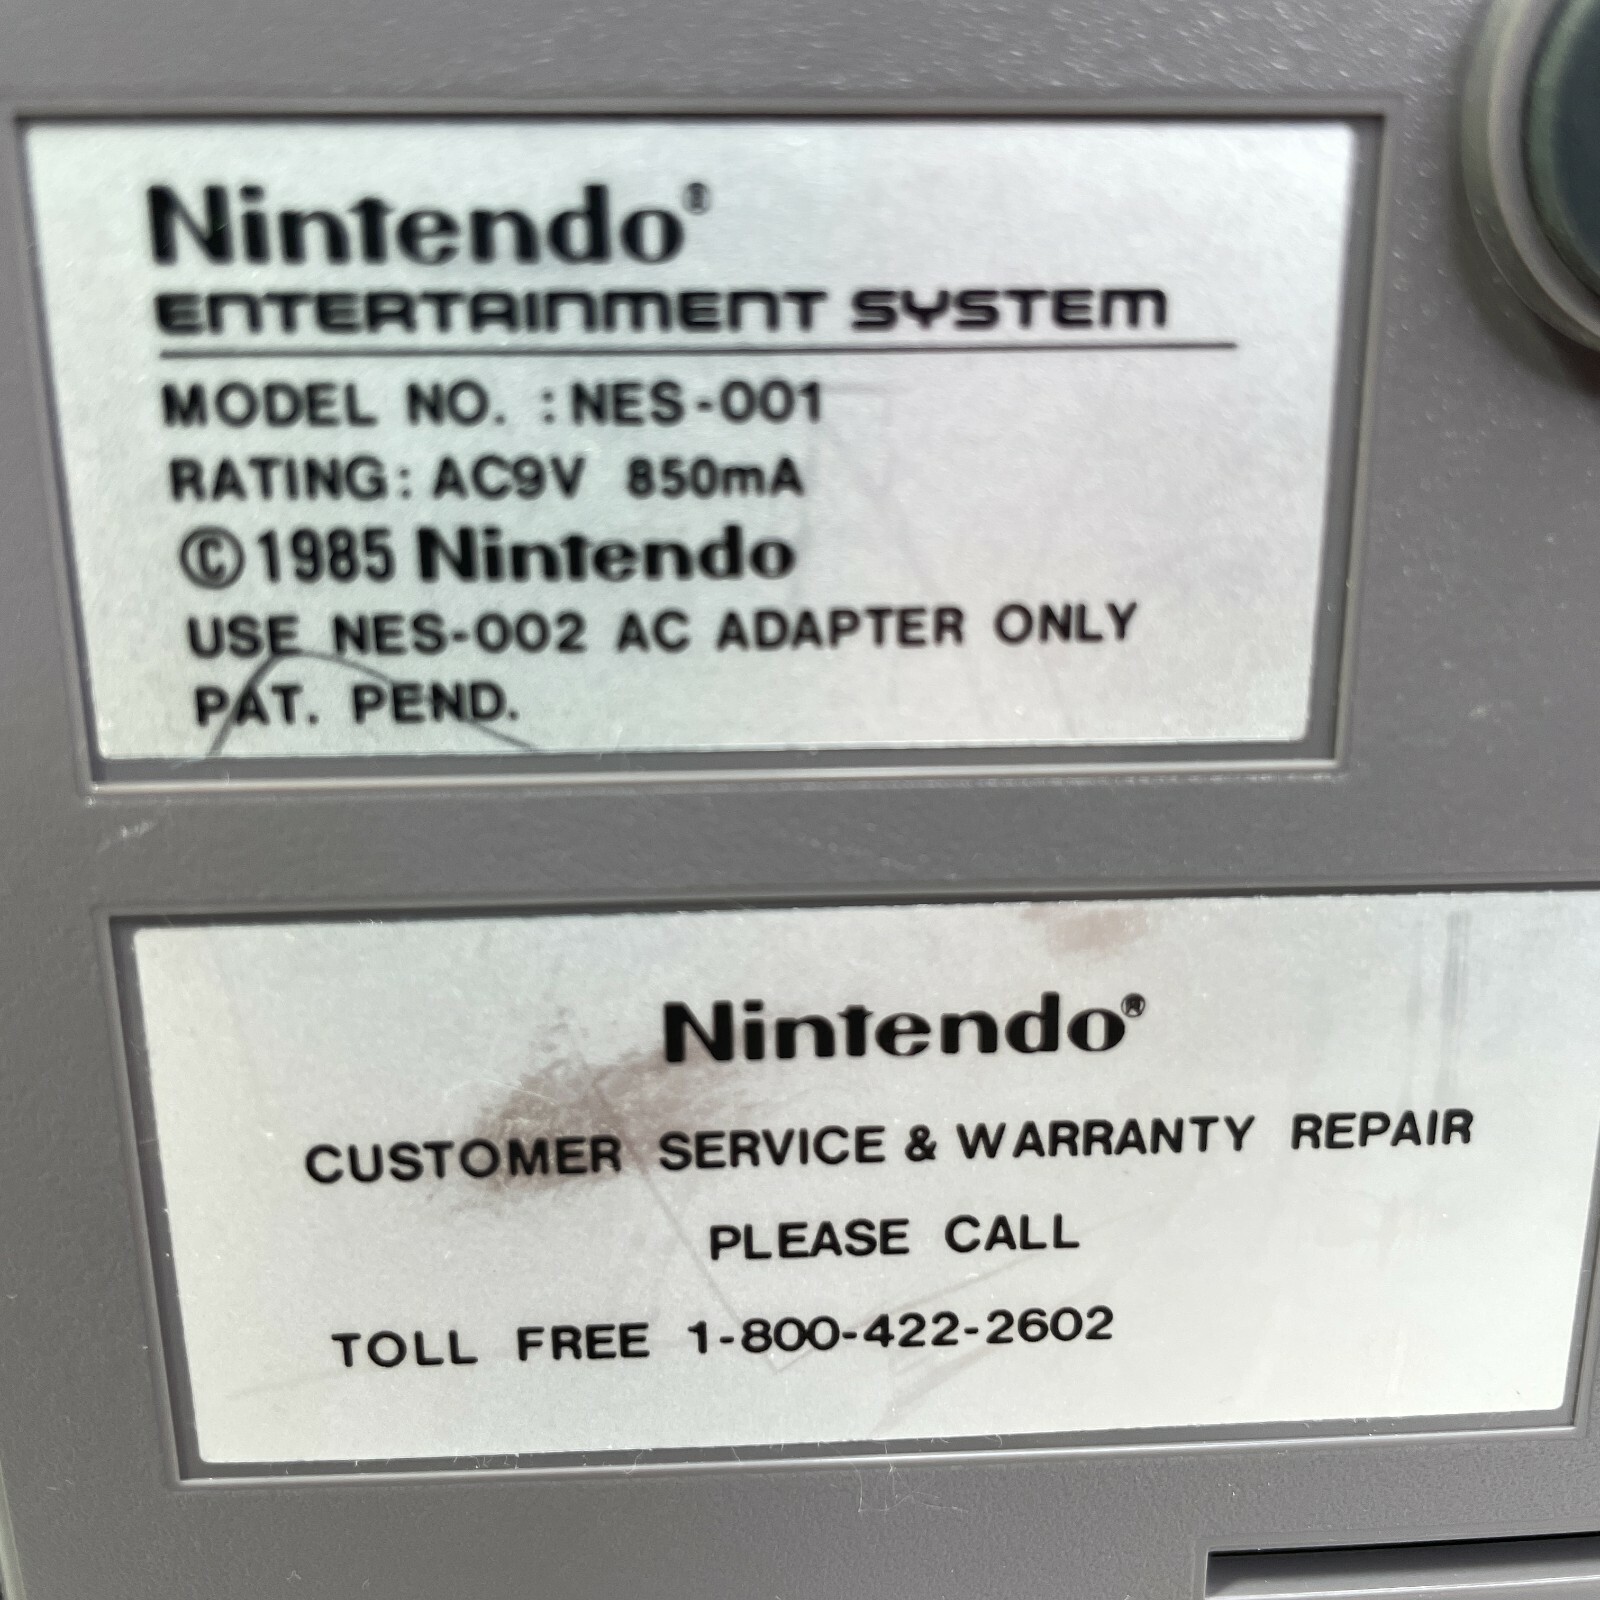 Nintendo®
ENTERTAINMENT SYSTEM
MODEL NO. : NES-001
RATING: AC9V 850mA
©1985 Nintendo
USE NES-002 AC ADAPTER ONLY
PAT. PEND.
Nintendo®
CUSTOMER SERVICE & WARRANTY REPAIR
PLEASE CALL
TOLL FREE 1-800-422-2602